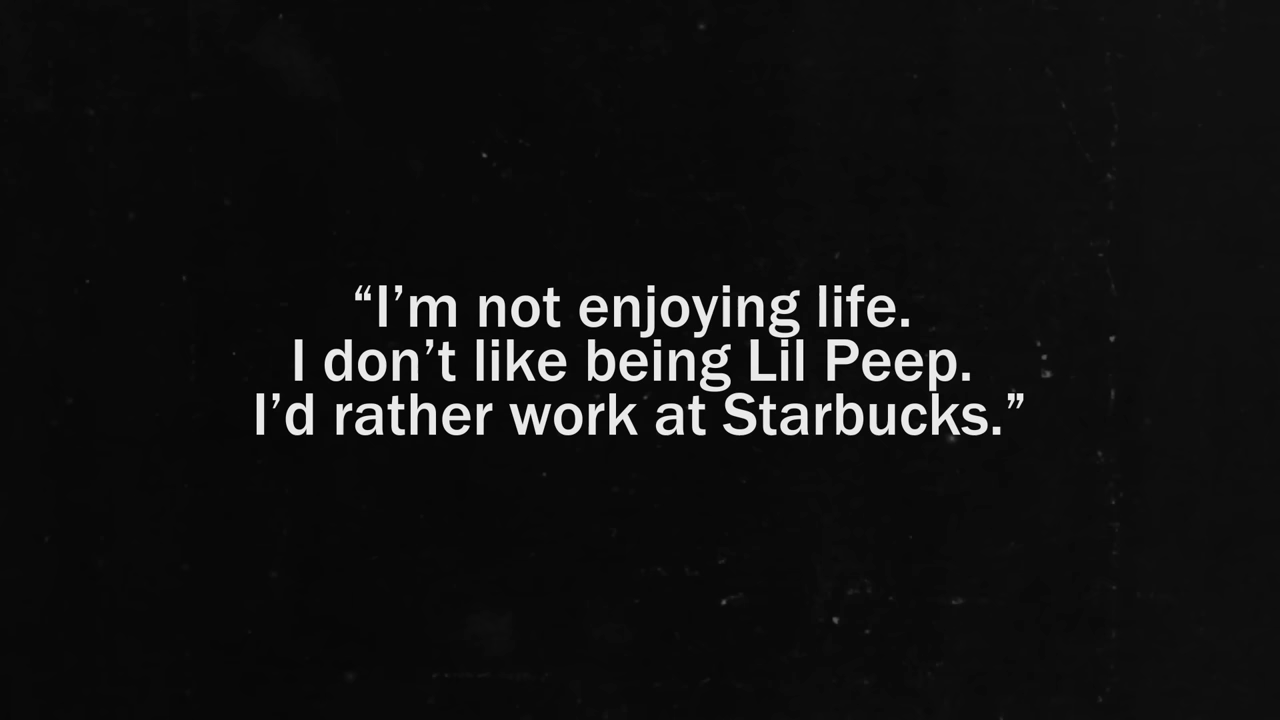 “I’m not enjoying life.
I don’t like being Lil Peep.
I’d rather work at Starbucks.”